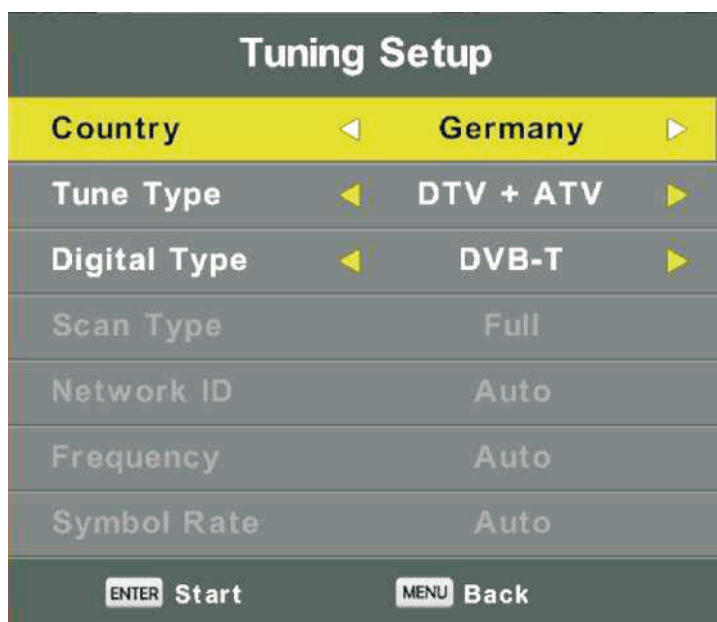 Tuning Setup
Country Germany
Tune Type DTV + ATV
Digital Type DVB-T
Scan Type Full
Network ID Auto
Frequency Auto
Symbol Rate Auto
ENTER Start MENU Back